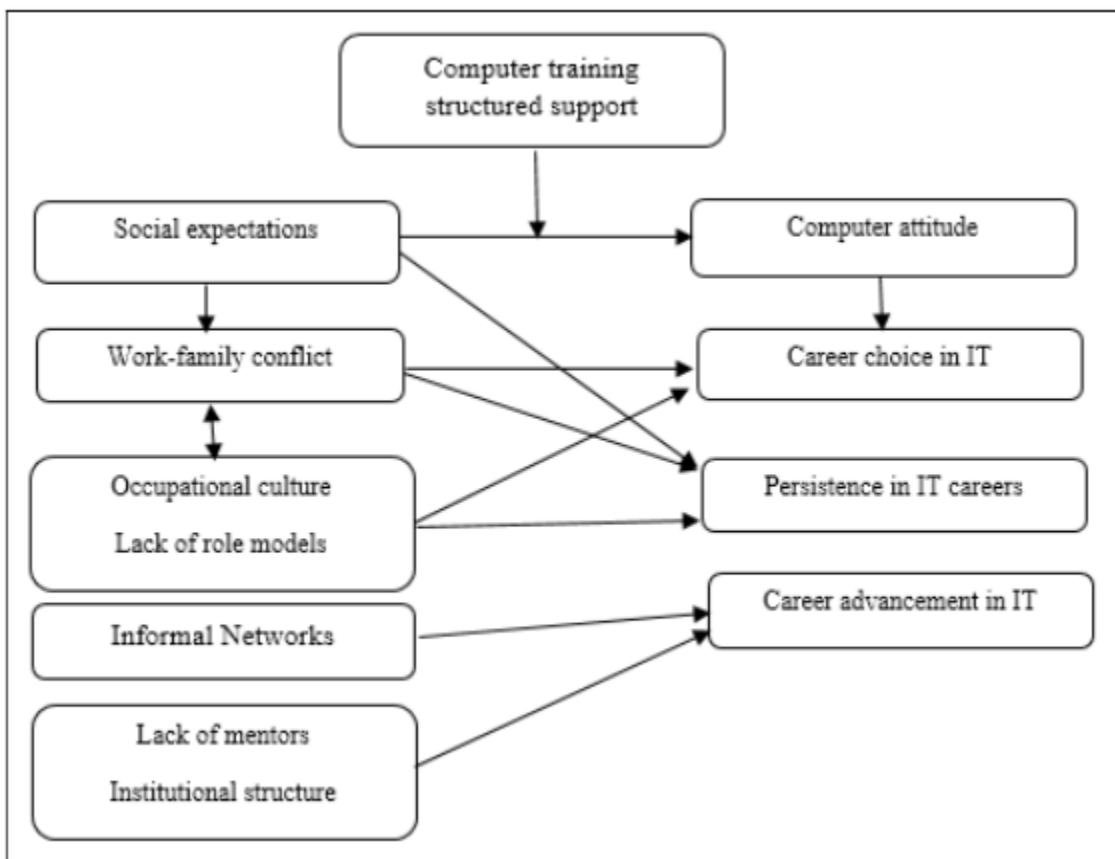 Computer training
structured support
Social expectations
Computer attitude
Work-family conflict
Career choice in IT
Occupational culture
Lack of role models
Persistence in IT careers
Informal Networks
Career advancement in IT
Lack of mentors
Institutional structure